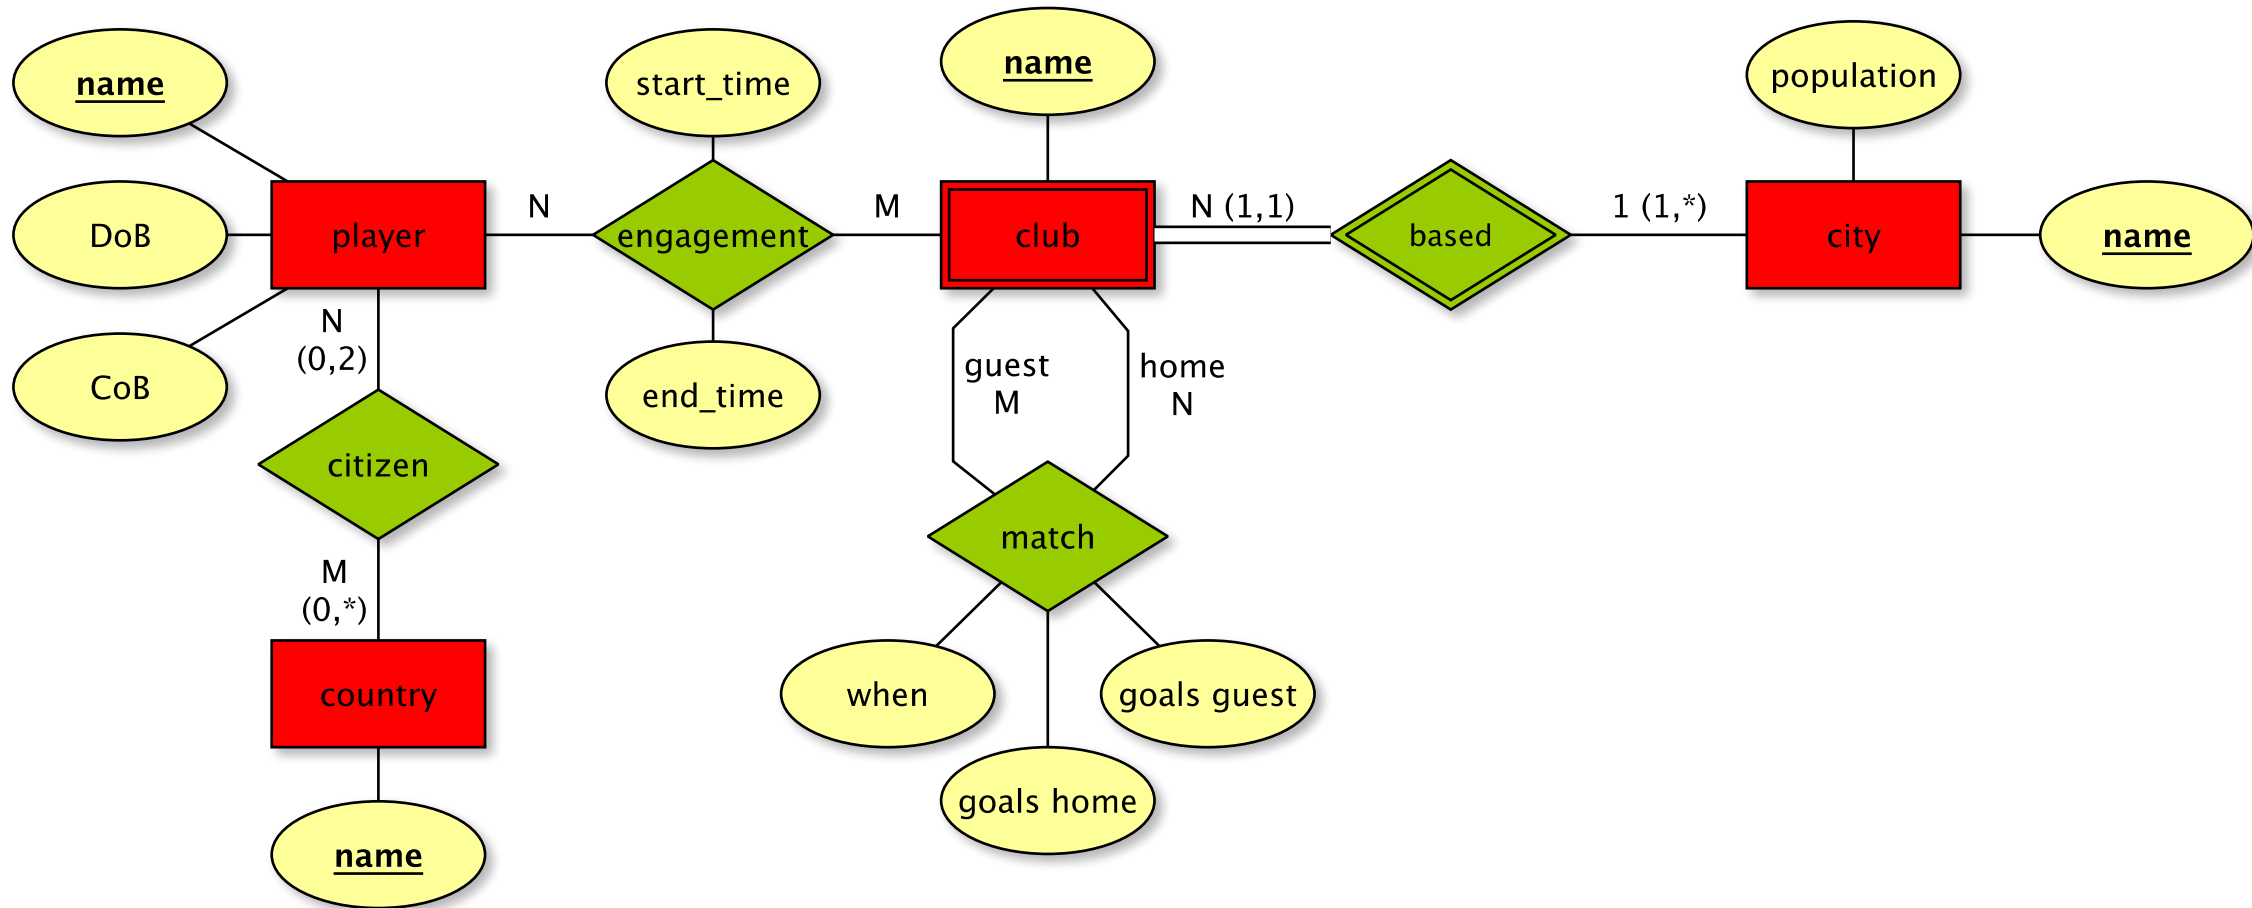 name
start_time
name
population
DoB
player
N
engagement
M
club
N (1,1)
based
1 (1,*)
city
name
CoB
N
(0,2)
end_time
guest
M
home
N
citizen
match
M
(0,*)
country
when
goals guest
goals home
name